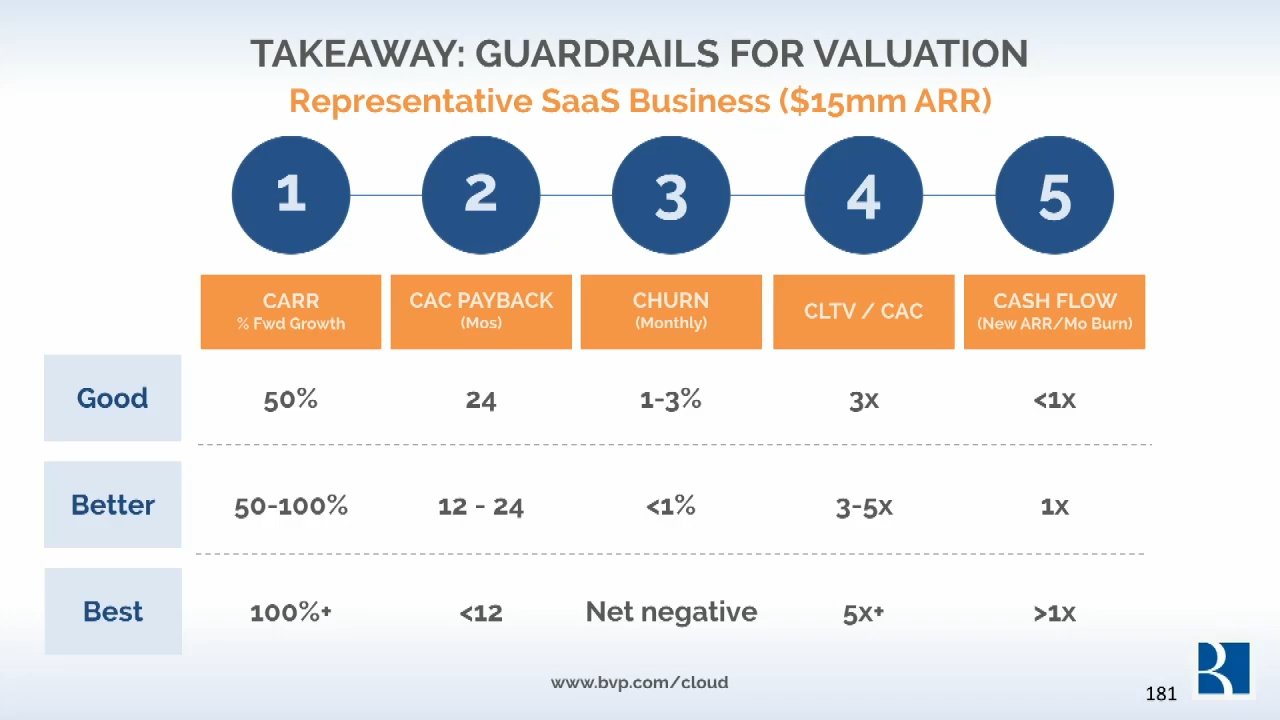 TAKEAWAY: GUARDRAILS FOR VALUATION
Representative SaaS Business ($15mm ARR)
1 2 3 4 5
CARR CAC PAYBACK CHURN CLTV / CAC CASH FLOW
% Fwd Growth (Mos) (Monthly) (New ARR/Mo Burn)
Good 50% 24 1-3% 3x <1x
Better 50-100% 12 - 24 <1% 3-5x 1x
Best 100%+ <12 Net negative 5x+ >1x
www.bvp.com/cloud
181